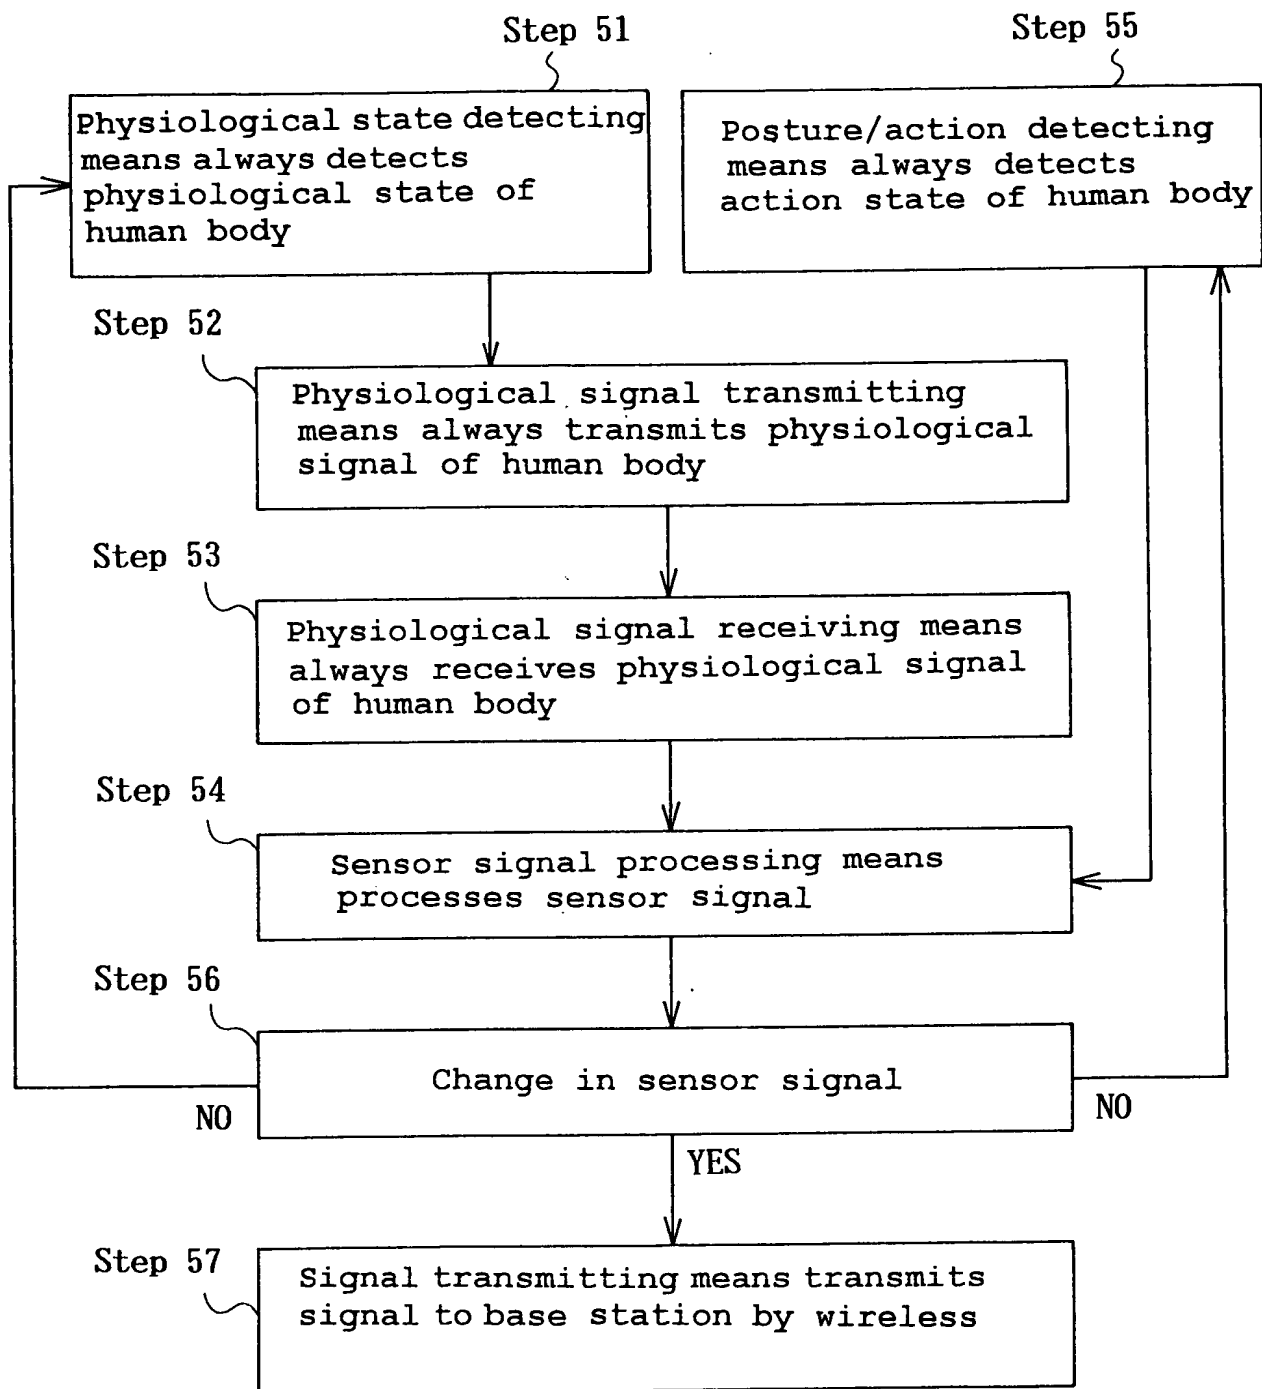 Step 51
Physiological state detecting
means always detects
physiological state of
human body
Step 55
Posture/action detecting
means always detects
action state of human body
Step 52
Physiological signal transmitting
means always transmits physiological
signal of human body
Step 53
Physiological signal receiving means
always receives physiological signal
of human body
Step 54
Sensor signal processing means
processes sensor signal
Step 56
Change in sensor signal
NO
NO
YES
Step 57
Signal transmitting means transmits
signal to base station by wireless